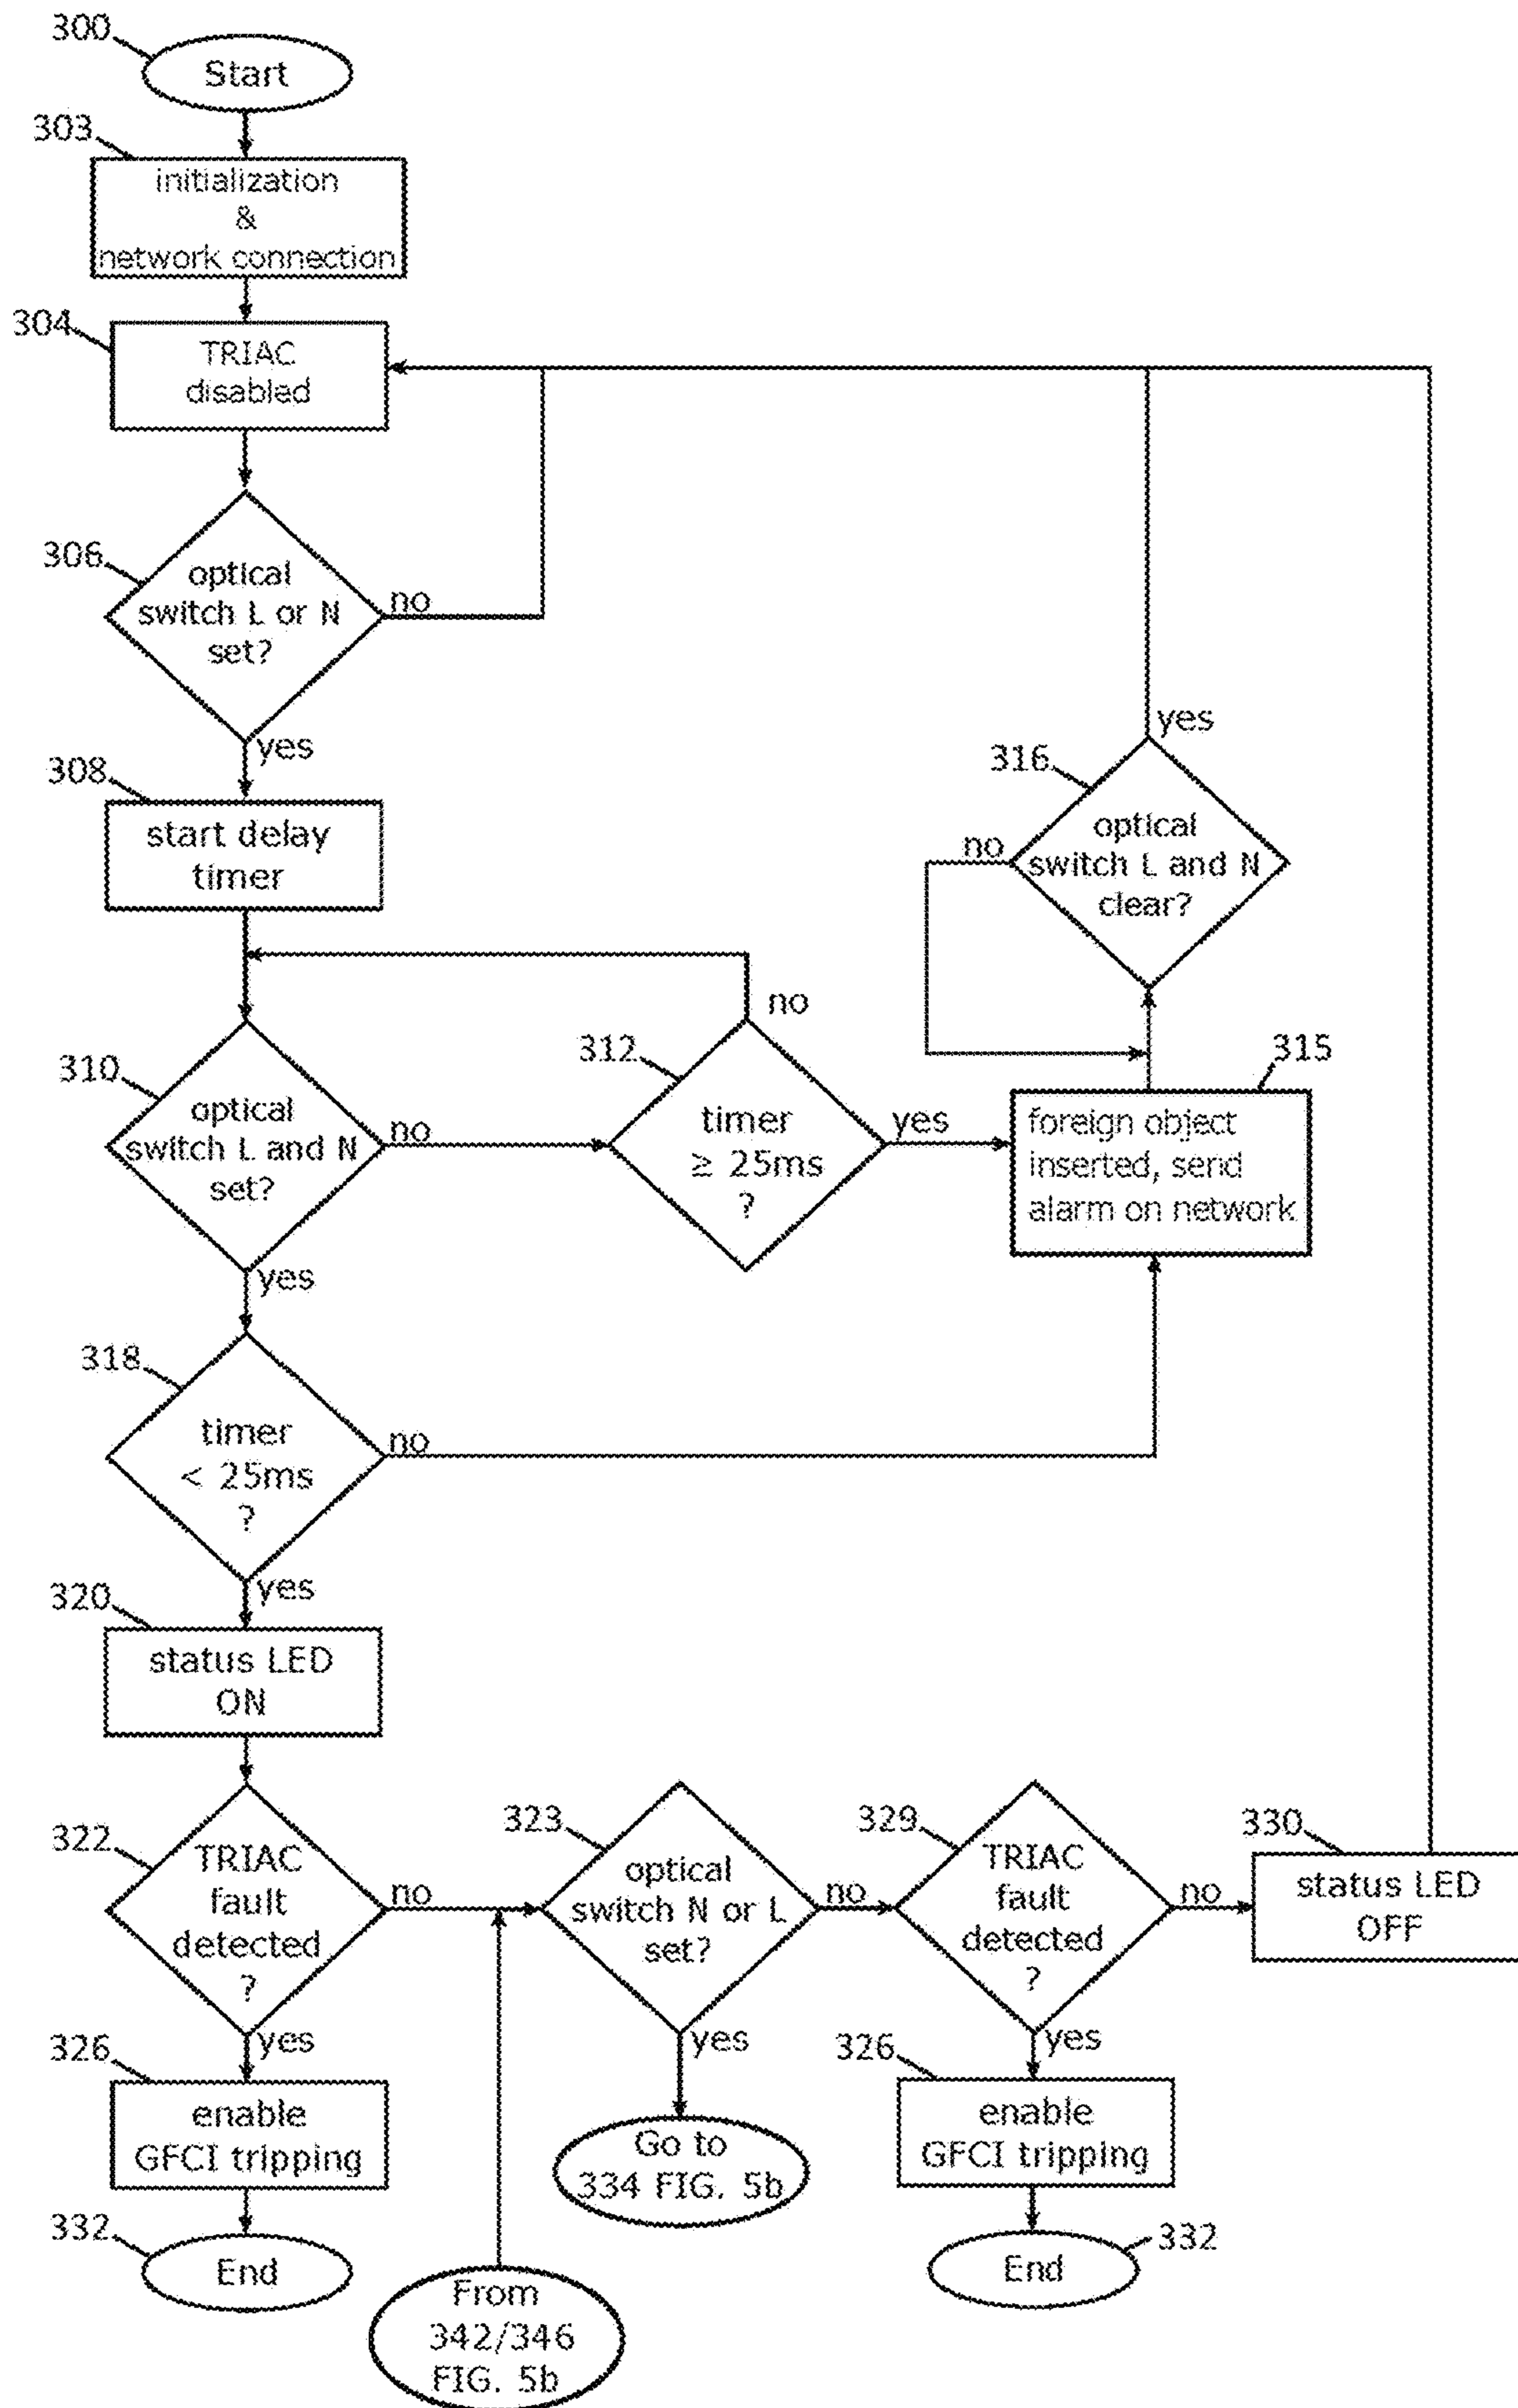 300
Start
303
initialization
&
network connection
304
TRIAC
disabled
306
optical
switch L or N
set?
no
yes
308
start delay
timer
310
optical
switch L and N
set?
no
yes
312
timer
≥ 25ms
?
no
yes
315
foreign object
inserted, send
alarm on network
316
optical
switch L and N
clear?
no
yes
318
timer
< 25ms
?
no
yes
320
status LED
ON
322
TRIAC
fault
detected
?
no
yes
323
optical
switch N or L
set?
no
yes
329
TRIAC
fault
detected
?
no
yes
330
status LED
OFF
326
enable
GFCI tripping
332
End
Go to
334 FIG. 5b
326
enable
GFCI tripping
332
End
From
342/346
FIG. 5b